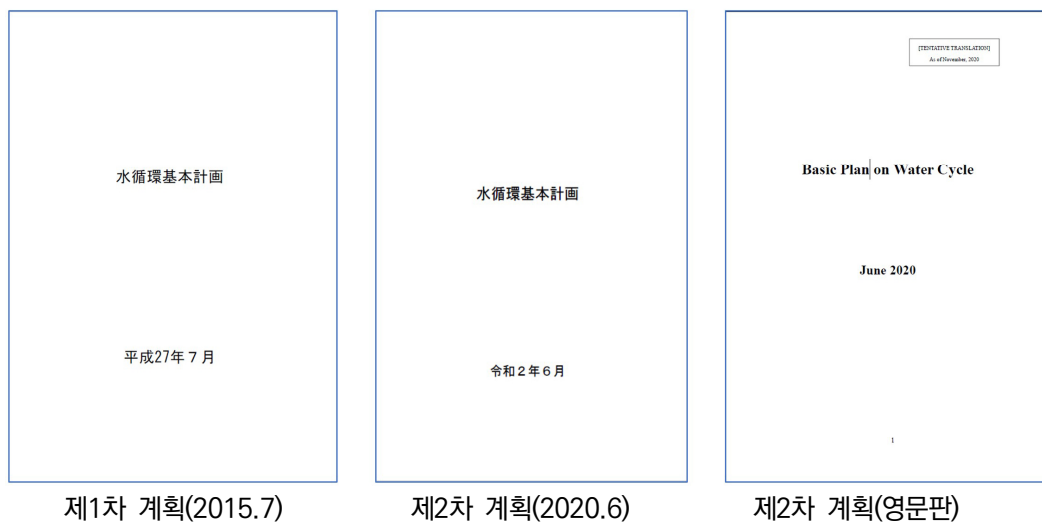 水循環基本計画
平成27年７月
제1차 계획(2015.7)
水循環基本計画
令和２年６月
제2차 계획(2020.6)
[TENTATIVE TRANSLATION]
As of November, 2020
Basic Plan on Water Cycle
June 2020
1
제2차 계획(영문판)